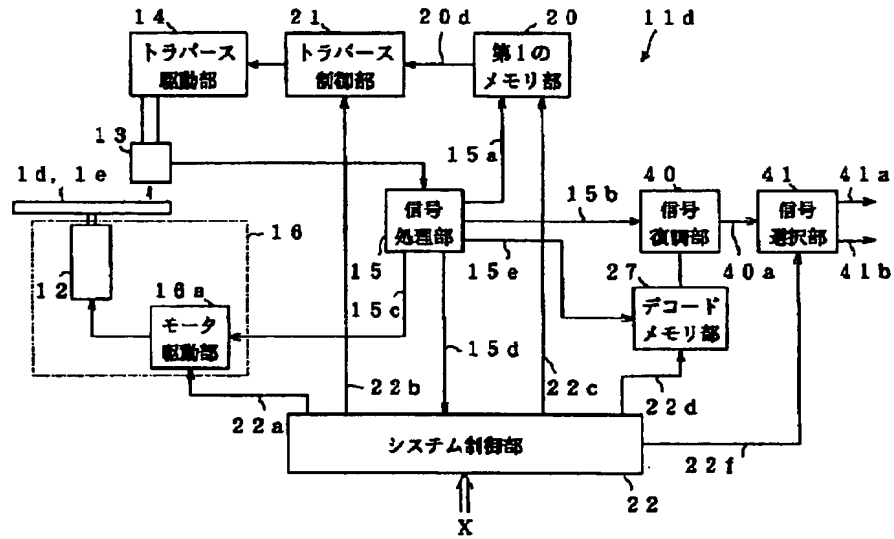 14
21
20d
20
11d
トラバース
駆動部
トラバース
制御部
第1の
メモリ部
13
15a
1d, 1e
15b
40
41
41a
信号
処理部
信号
復調部
信号
選択部
16
15
15e
27
40a
41b
12
16a
15c
デコード
メモリ部
モータ
駆動部
15d
22b
22c
22d
22a
システム制御部
22f
22
X